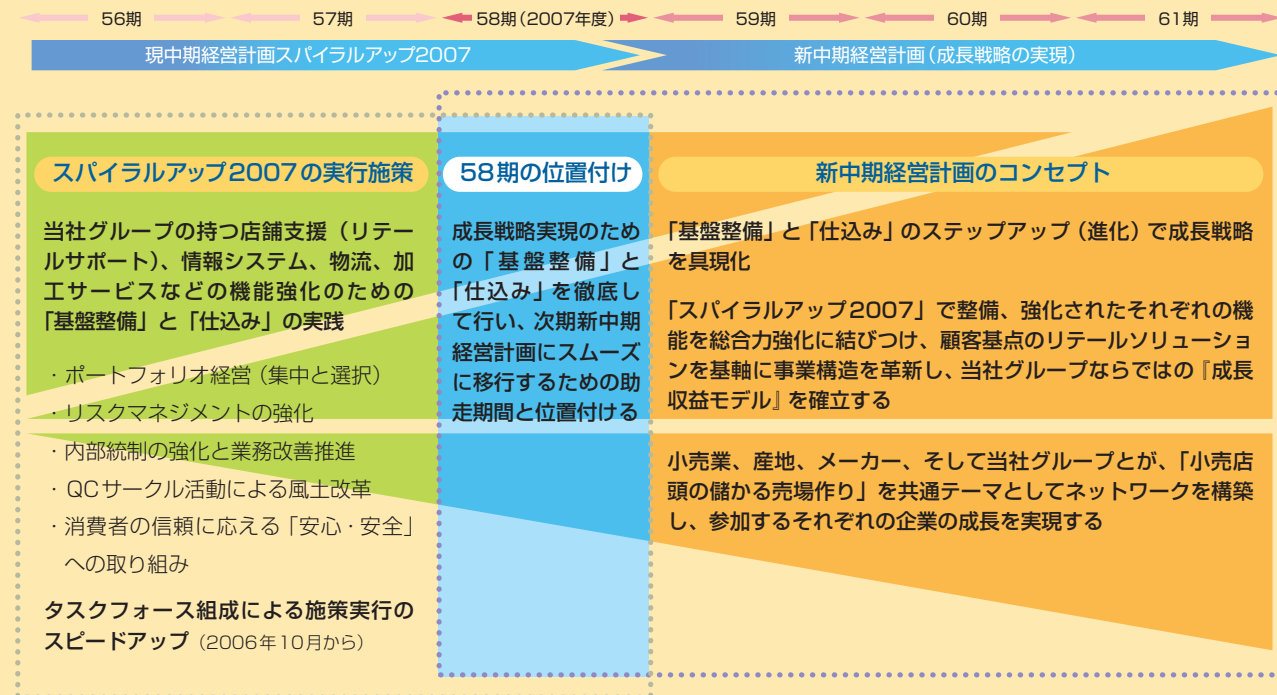 56期
57期
58期（2007年度）
59期
60期
61期
現中期経営計画スパイラルアップ2007
新中期経営計画（成長戦略の実現）
スパイラルアップ2007の実行施策
当社グループの持つ店舗支援（リテー
ルサポート）、情報システム、物流、加
工サービスなどの機能強化のための
「基盤整備」と「仕込み」の実践
・ポートフォリオ経営（集中と選択）
・リスクマネジメントの強化
・内部統制の強化と業務改善推進
・QCサークル活動による風土改革
・消費者の信頼に応える「安心・安全」
への取り組み
タスクフォース組成による施策実行の
スピードアップ（2006年10月から）
58期の位置付け
成長戦略実現のため
の「基盤整備」と
「仕込み」を徹底し
て行い、次期新中期
経営計画にスムーズ
に移行するための助
走期間と位置付ける
新中期経営計画のコンセプト
「基盤整備」と「仕込み」のステップアップ（進化）で成長戦略
を具現化
「スパイラルアップ2007」で整備、強化されたそれぞれの機
能を総合力強化に結びつけ、顧客基点のリテールソリューショ
ンを基軸に事業構造を革新し、当社グループならではの『成長
収益モデル』を確立する
小売業、産地、メーカー、そして当社グループとが、「小売店
頭の儲かる売場作り」を共通テーマとしてネットワークを構築
し、参加するそれぞれの企業の成長を実現する